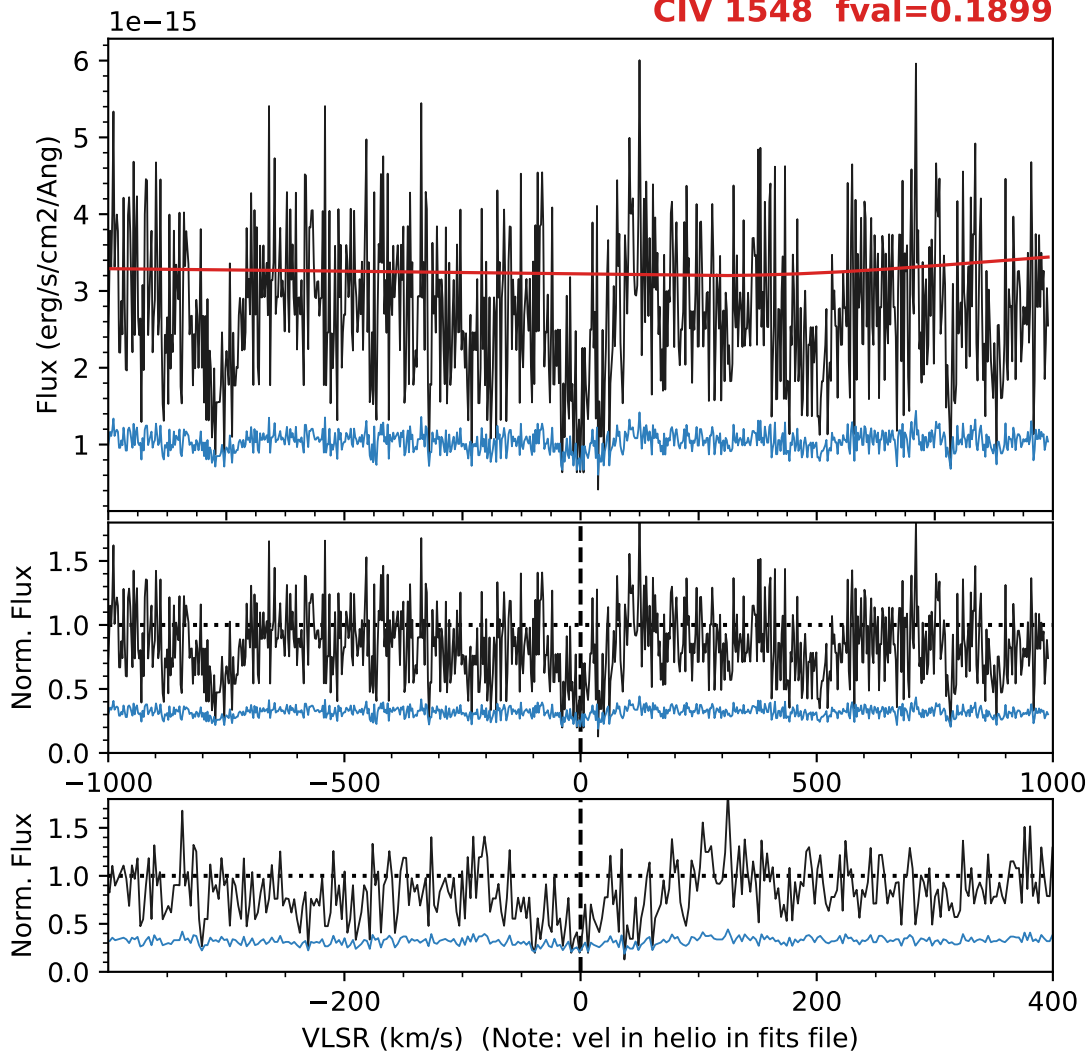 CIV 1548 fval=0.1899
1e−15
6
5
4
3
2
1
Flux (erg/s/cm2/Ang)
1.5
1.0
0.5
0.0
Norm. Flux
−1000 −500 0 500 1000
1.5
1.0
0.5
0.0
Norm. Flux
−200 0 200 400
VLSR (km/s) (Note: vel in helio in fits file)